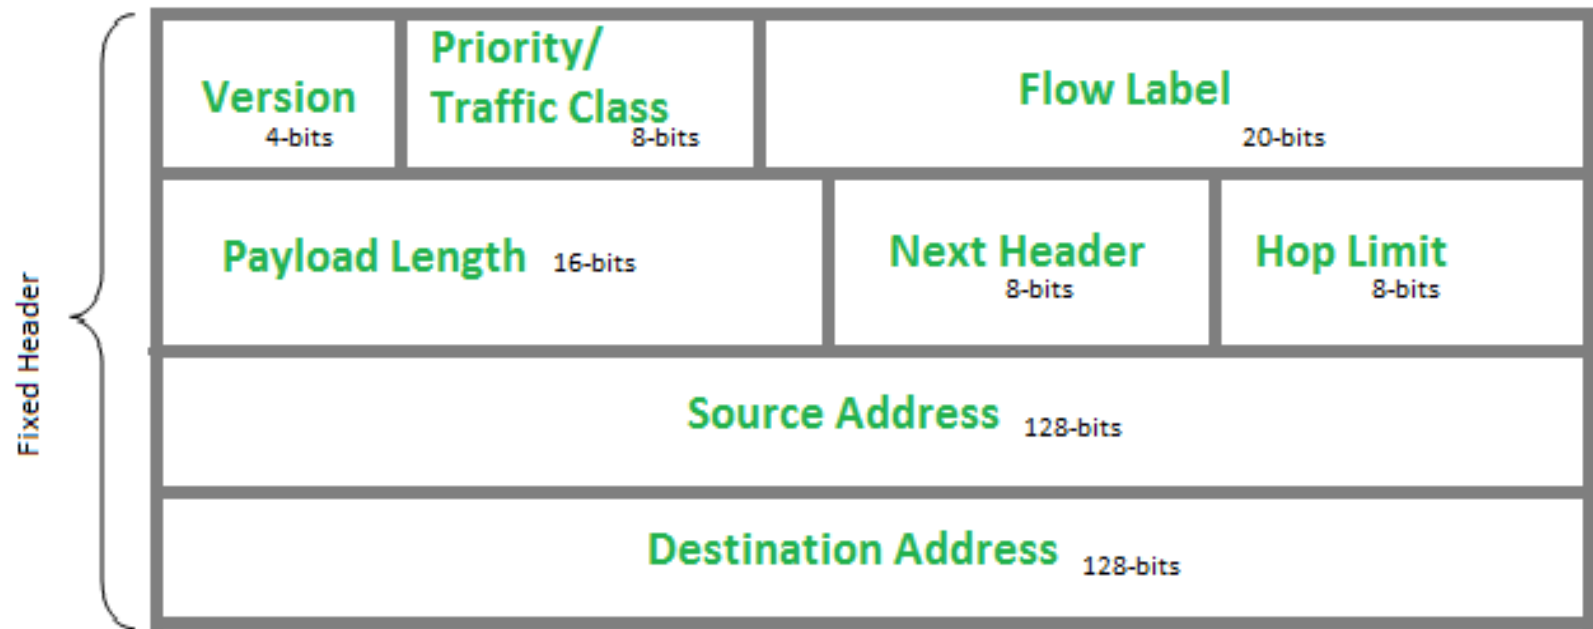 Fixed Header
Version
4-bits
Priority/
Traffic Class
8-bits
Flow Label
20-bits
Payload Length 16-bits
Next Header
8-bits
Hop Limit
8-bits
Source Address 128-bits
Destination Address 128-bits